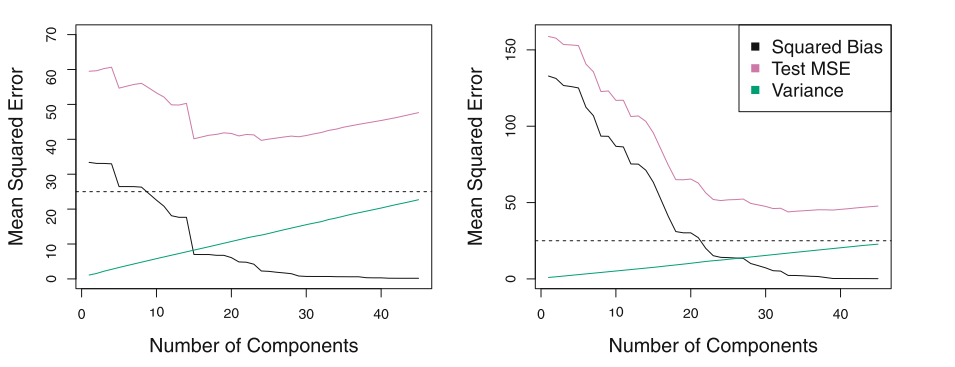 Mean Squared Error
70
60
50
40
30
20
10
0
0 10 20 30 40
Number of Components
Mean Squared Error
150
100
50
0
0 10 20 30 40
Number of Components
Squared Bias
Test MSE
Variance